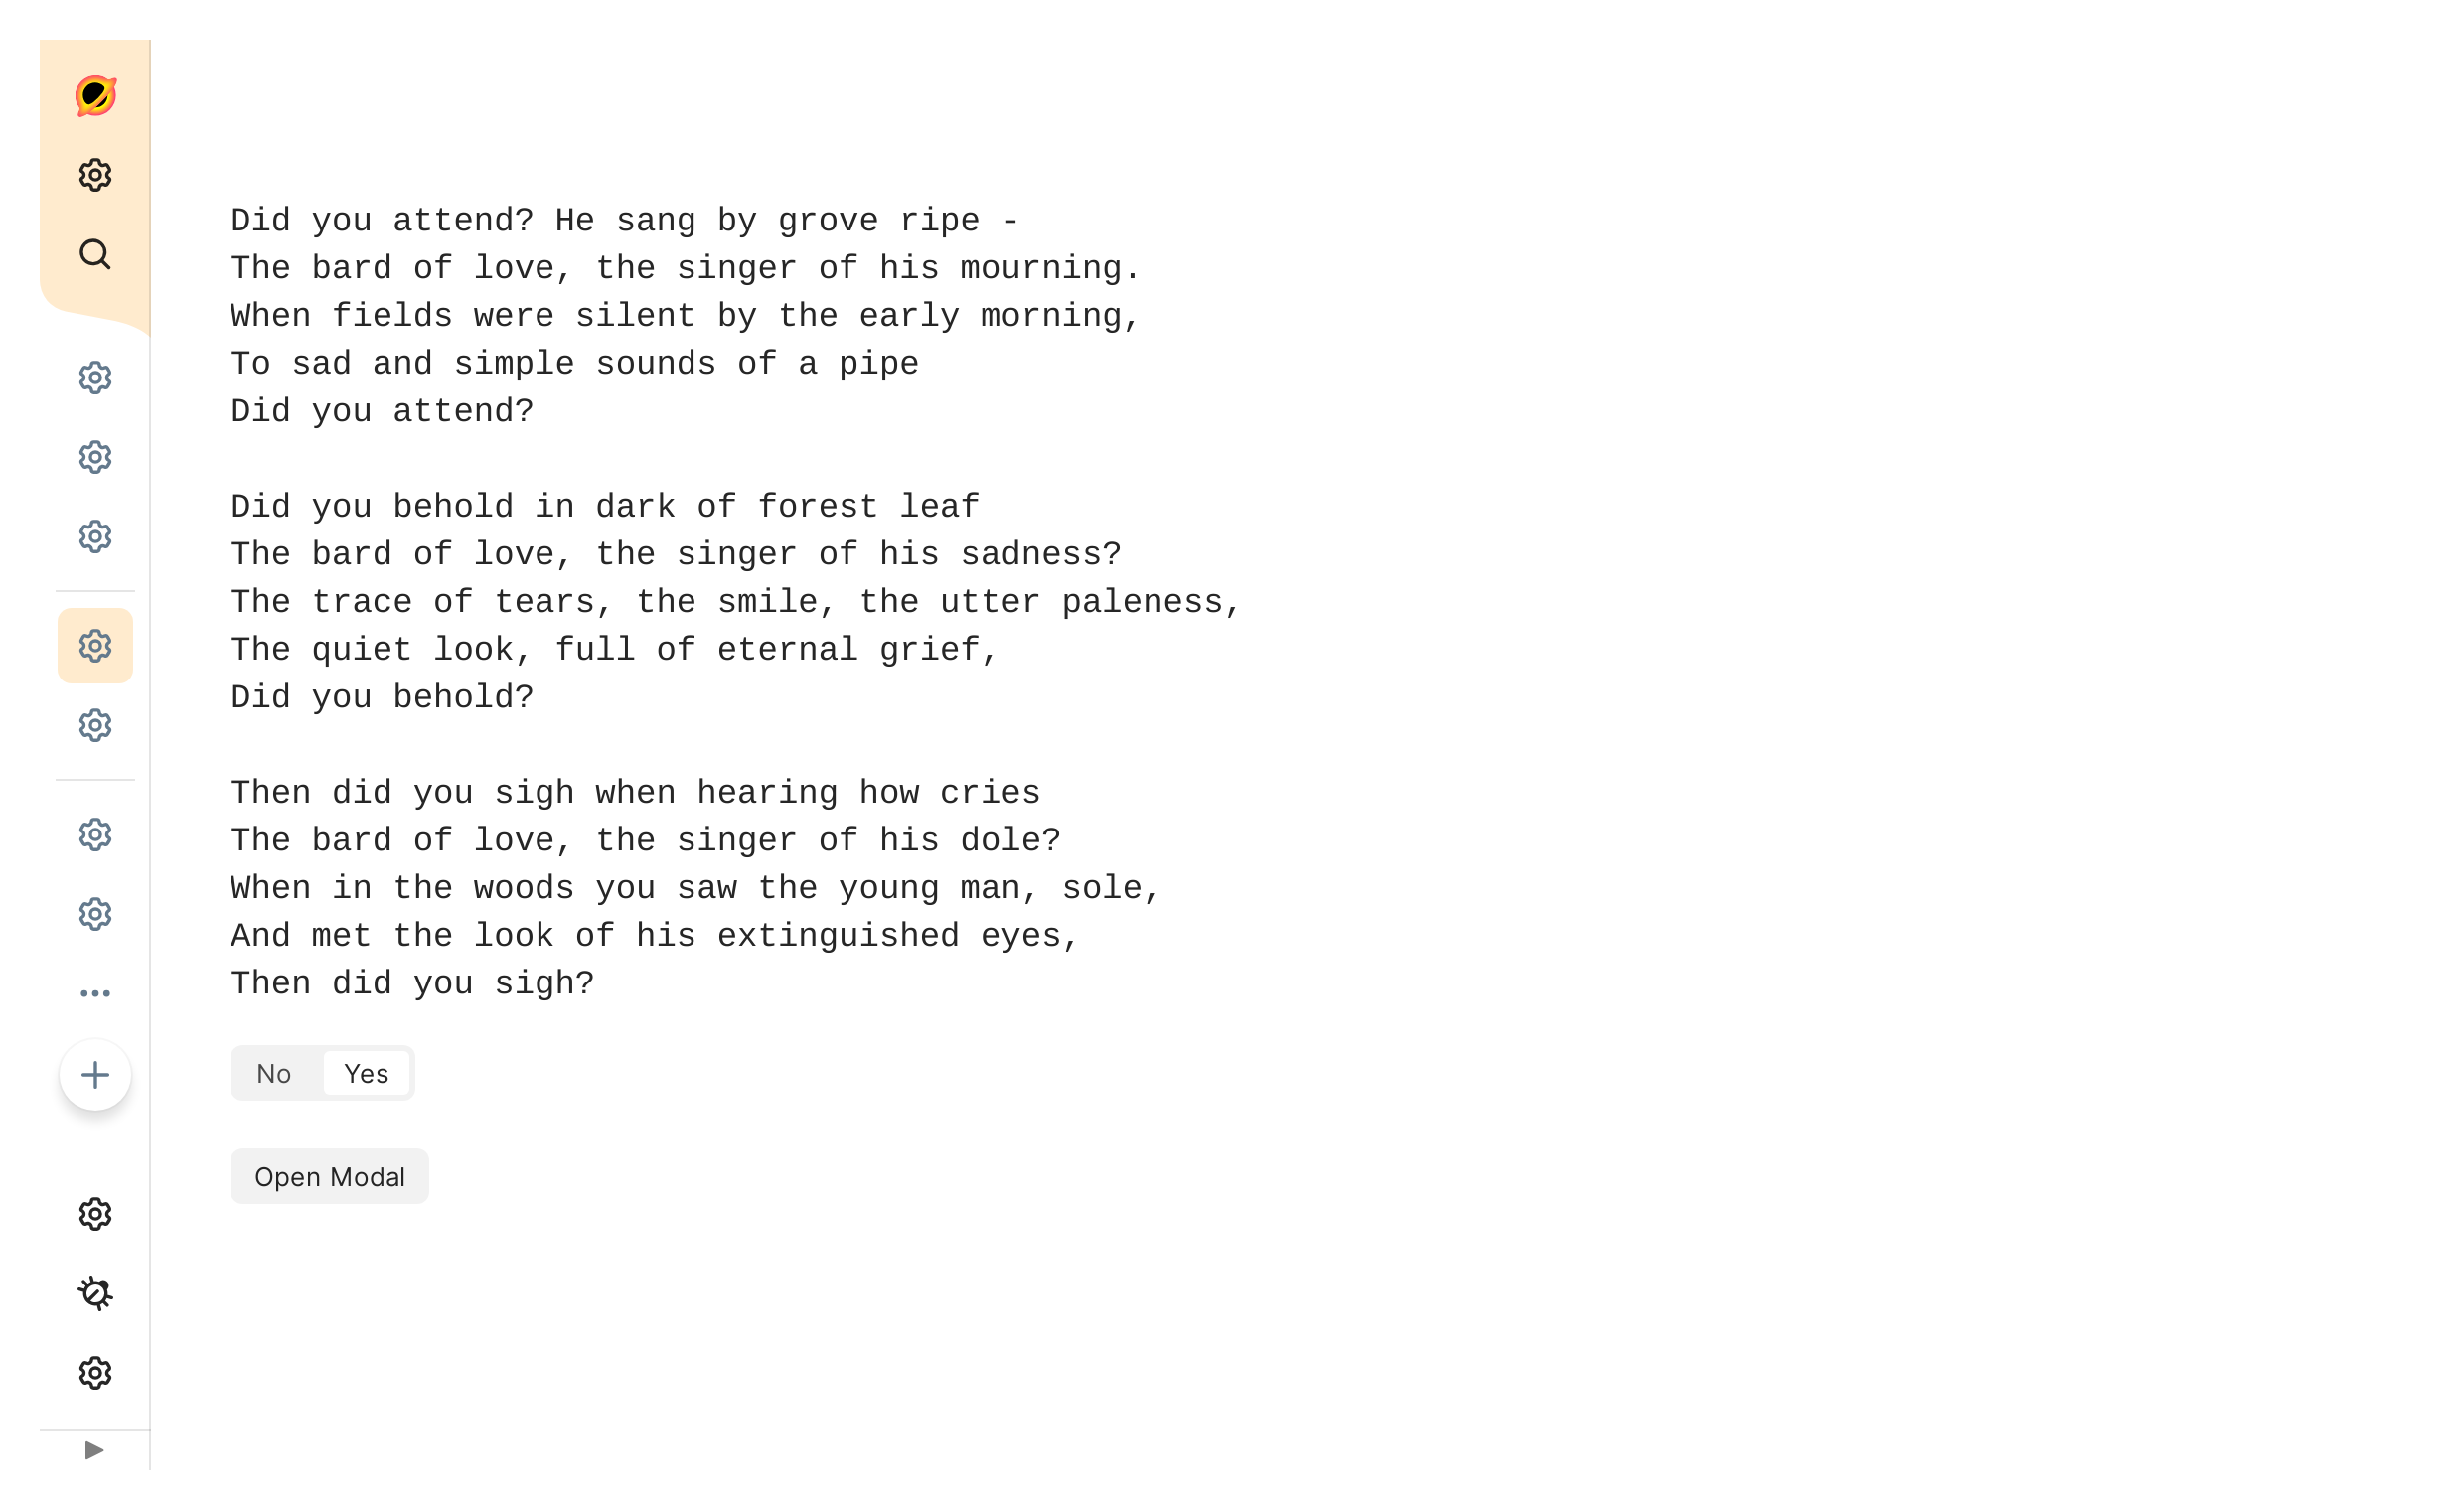 Did you attend? He sang by grove ripe -
The bard of love, the singer of his mourning.
When fields were silent by the early morning,
To sad and simple sounds of a pipe
Did you attend?
Did you behold in dark of forest leaf
The bard of love, the singer of his sadness?
The trace of tears, the smile, the utter paleness,
The quiet look, full of eternal grief,
Did you behold?
Then did you sigh when hearing how cries
The bard of love, the singer of his dole?
When in the woods you saw the young man, sole,
And met the look of his extinguished eyes,
Then did you sigh?
No Yes
Open Modal